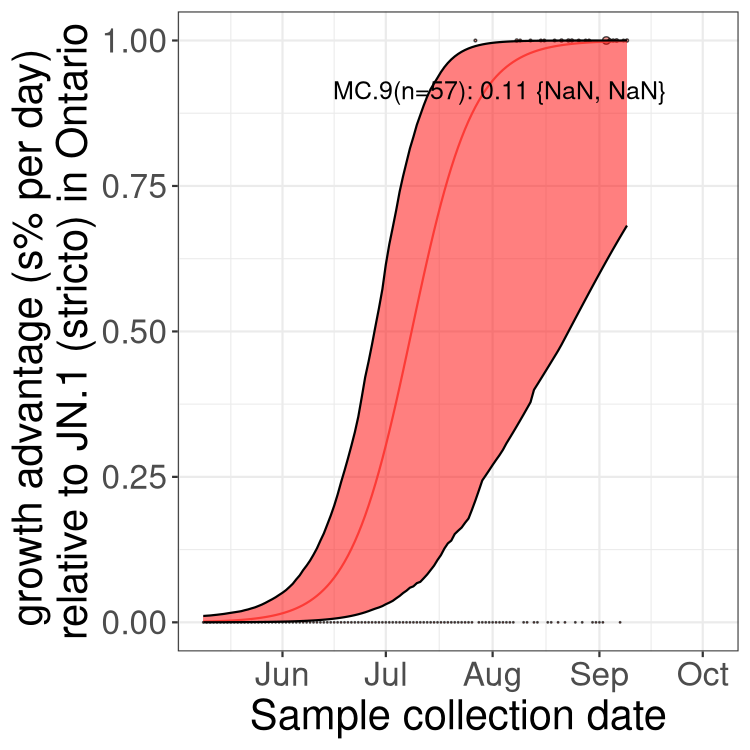 growth advantage (s% per day)
relative to JN.1 (stricto) in Ontario
1.00
0.75
0.50
0.25
0.00
MC.9(n=57): 0.11 {NaN, NaN}
Jun Jul Aug Sep Oct
Sample collection date